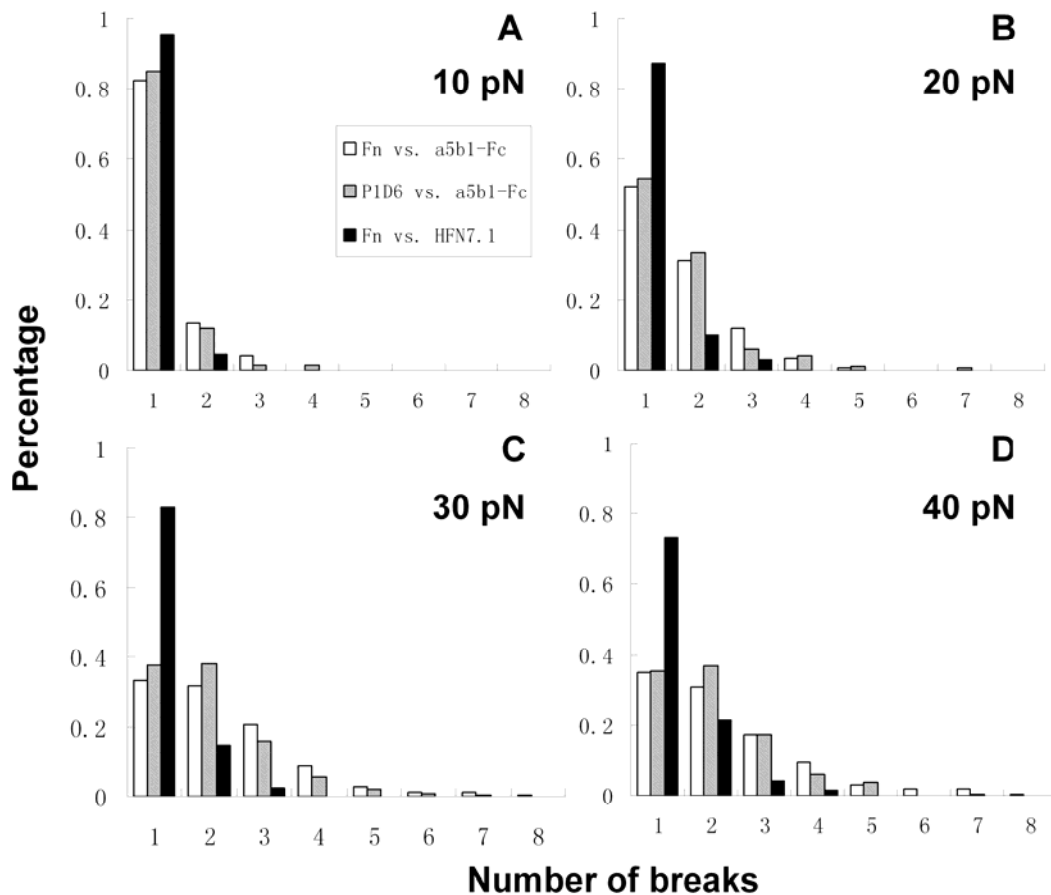 A
10 pN
1
0.8
0.6
0.4
0.2
0
1 2 3 4 5 6 7 8
Fn vs. a5b1-Fc
P1D6 vs. a5b1-Fc
Fn vs. HFN7.1
B
20 pN
1
0.8
0.6
0.4
0.2
0
1 2 3 4 5 6 7 8
Percentage
C
30 pN
1
0.8
0.6
0.4
0.2
0
1 2 3 4 5 6 7 8
D
40 pN
1
0.8
0.6
0.4
0.2
0
1 2 3 4 5 6 7 8
Number of breaks